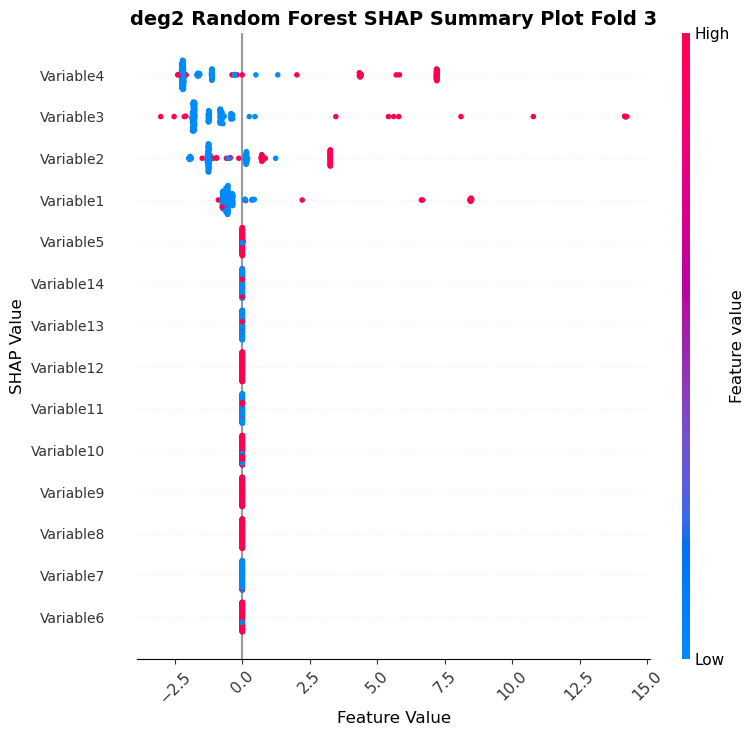 deg2 Random Forest SHAP Summary Plot Fold 3
High
Variable4
Variable3
Variable2
Variable1
Variable5
Variable14
Variable13
Variable12
Variable11
Variable10
Variable9
Variable8
Variable7
Variable6
SHAP Value
Feature value
Low
−2.5 0.0 2.5 5.0 7.5 10.0 12.5 15.0
Feature Value